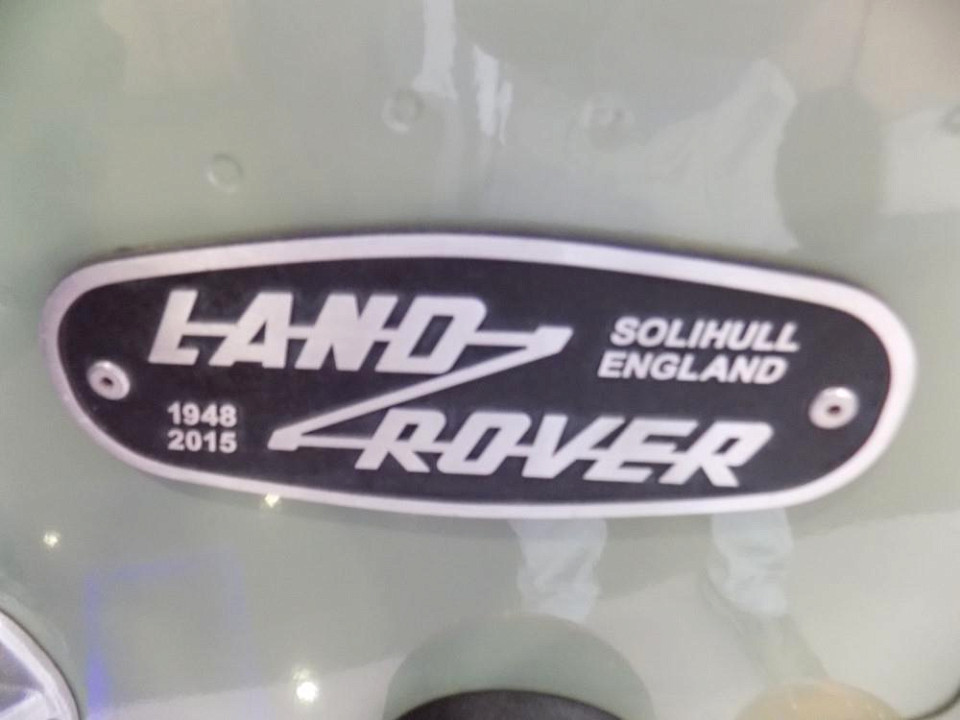 LAND
SOLIHULL
ENGLAND
1948
2015
ROVER